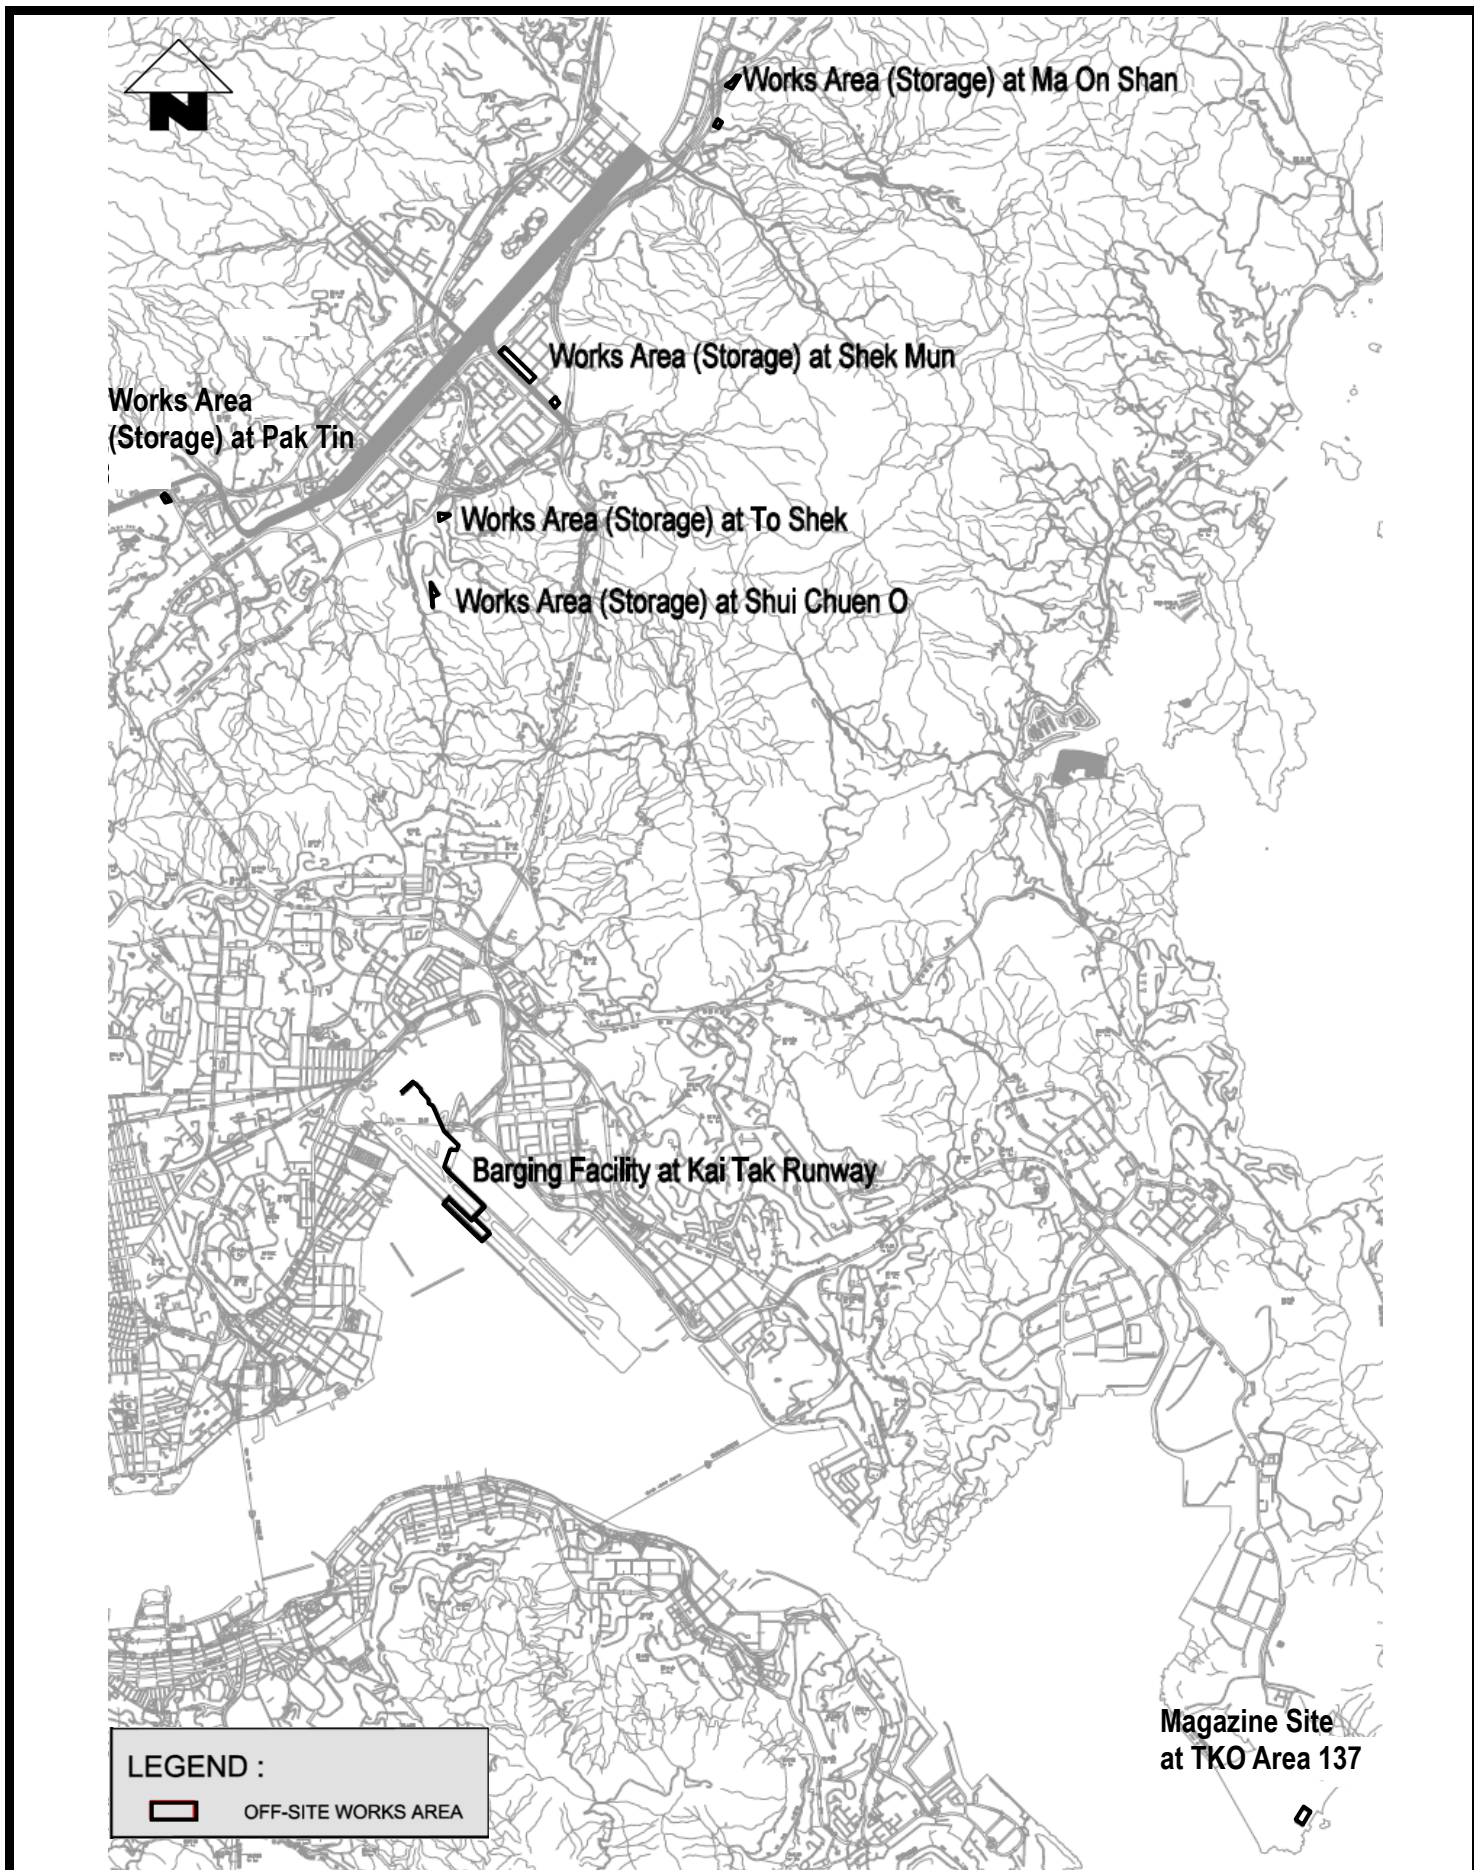 N
Works Area (Storage) at Ma On Shan
Works Area (Storage) at Shek Mun
Works Area
(Storage) at Pak Tin
Works Area (Storage) at To Shek
Works Area (Storage) at Shui Chuen O
Barging Facility at Kai Tak Runway
Magazine Site
at TKO Area 137
LEGEND :
OFF-SITE WORKS AREA